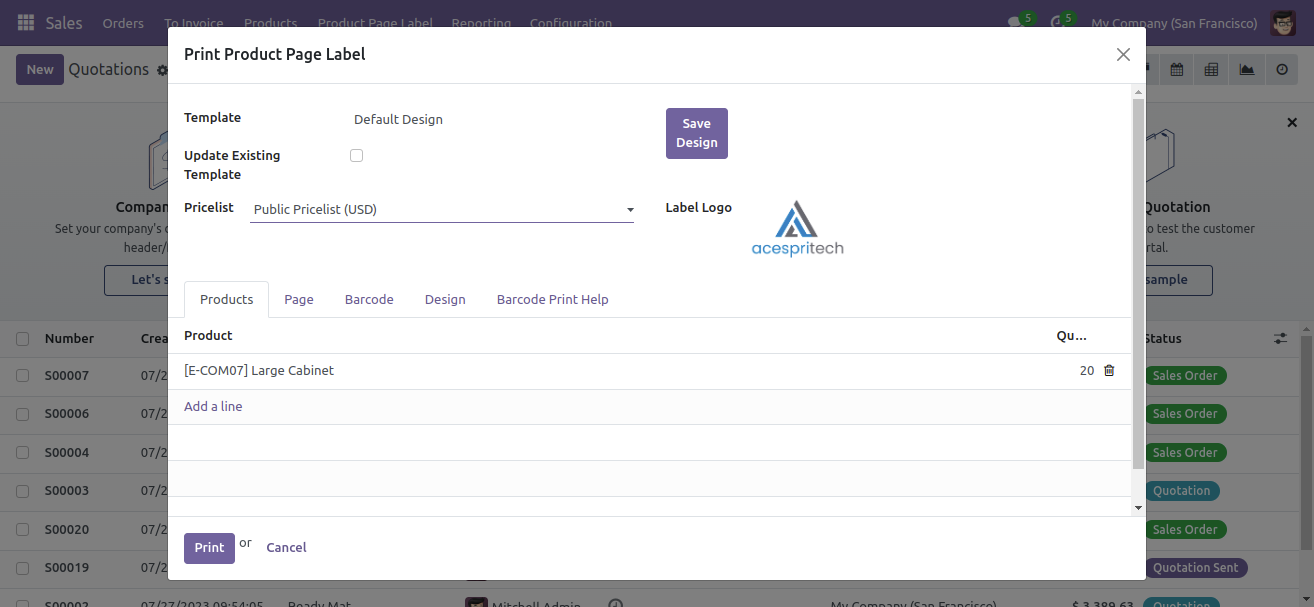 Sales Orders To Invoice Products Product Page Label Reporting Configuration 5 5 My Company (San Francisco)
Print Product Page Label
New Quotations
Template Default Design Save Design
Update Existing Template
Pricelist Public Pricelist (USD) Label Logo
acespritech
Compan Quotation
Set your company's o to test the customer
header/ rtal.
Let's s sample
Products Page Barcode Design Barcode Print Help
Number Crea Status
Product Qu...
[E-COM07] Large Cabinet 20
S00007 07/2 Sales Order
Add a line
S00006 07/2 Sales Order
S00004 07/2 Sales Order
S00003 07/2 Quotation
S00020 07/2 Sales Order
Print or Cancel
S00019 07/2 Quotation Sent
S00002 07/27/2023 09:54:05 Ready Mat Mitchell Admin My Company (San Francisco) $ 3,389.63 Quotation